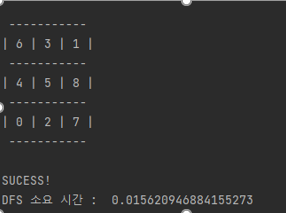 -----------
| 6 | 3 | 1 |
-----------
| 4 | 5 | 8 |
-----------
| 0 | 2 | 7 |
-----------
SUCESS!
DFS 소요 시간 :  0.015620946884155273